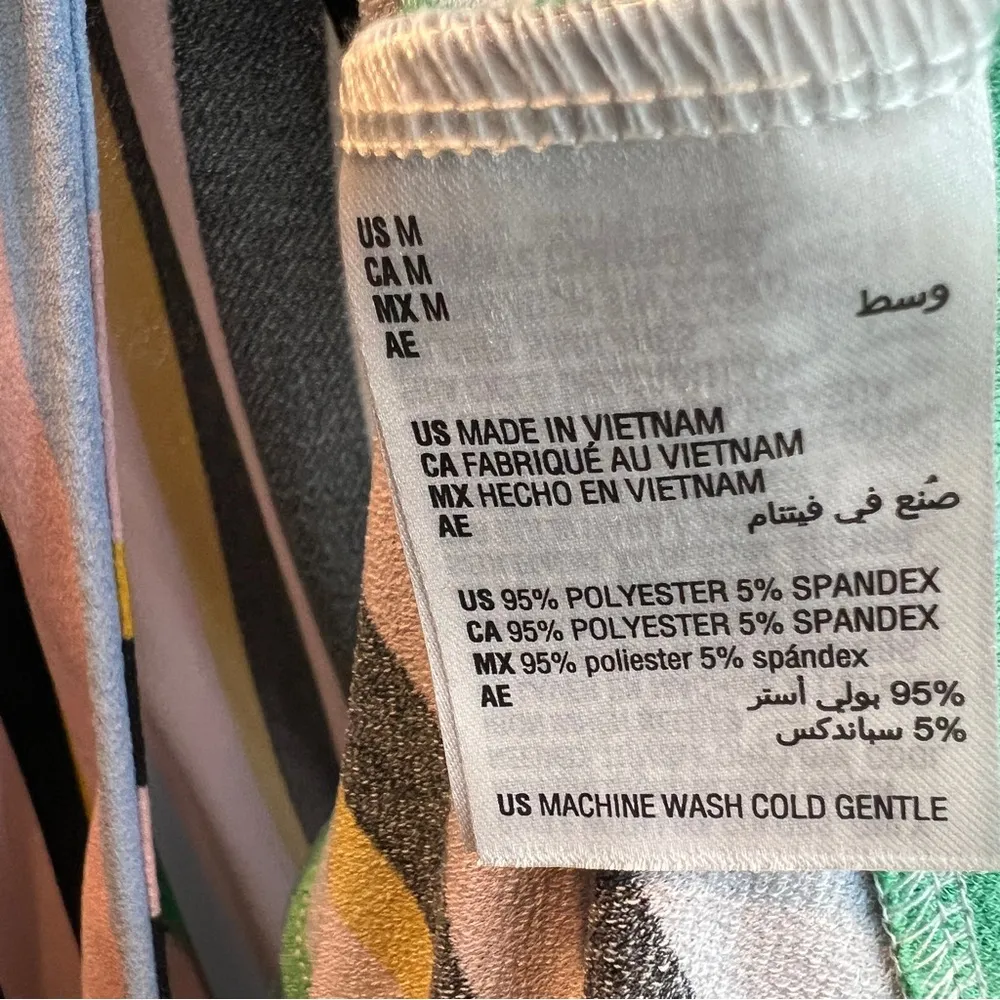 US M
CA M
MX M
AE وسط
US MADE IN VIETNAM
CA FABRIQUÉ AU VIETNAM
MX HECHO EN VIETNAM
AE صُنع في فيتنام
US 95% POLYESTER 5% SPANDEX
CA 95% POLYESTER 5% SPANDEX
MX 95% poliester 5% spándex
AE 95% بولي أستر
5% سباندكس
US MACHINE WASH COLD GENTLE